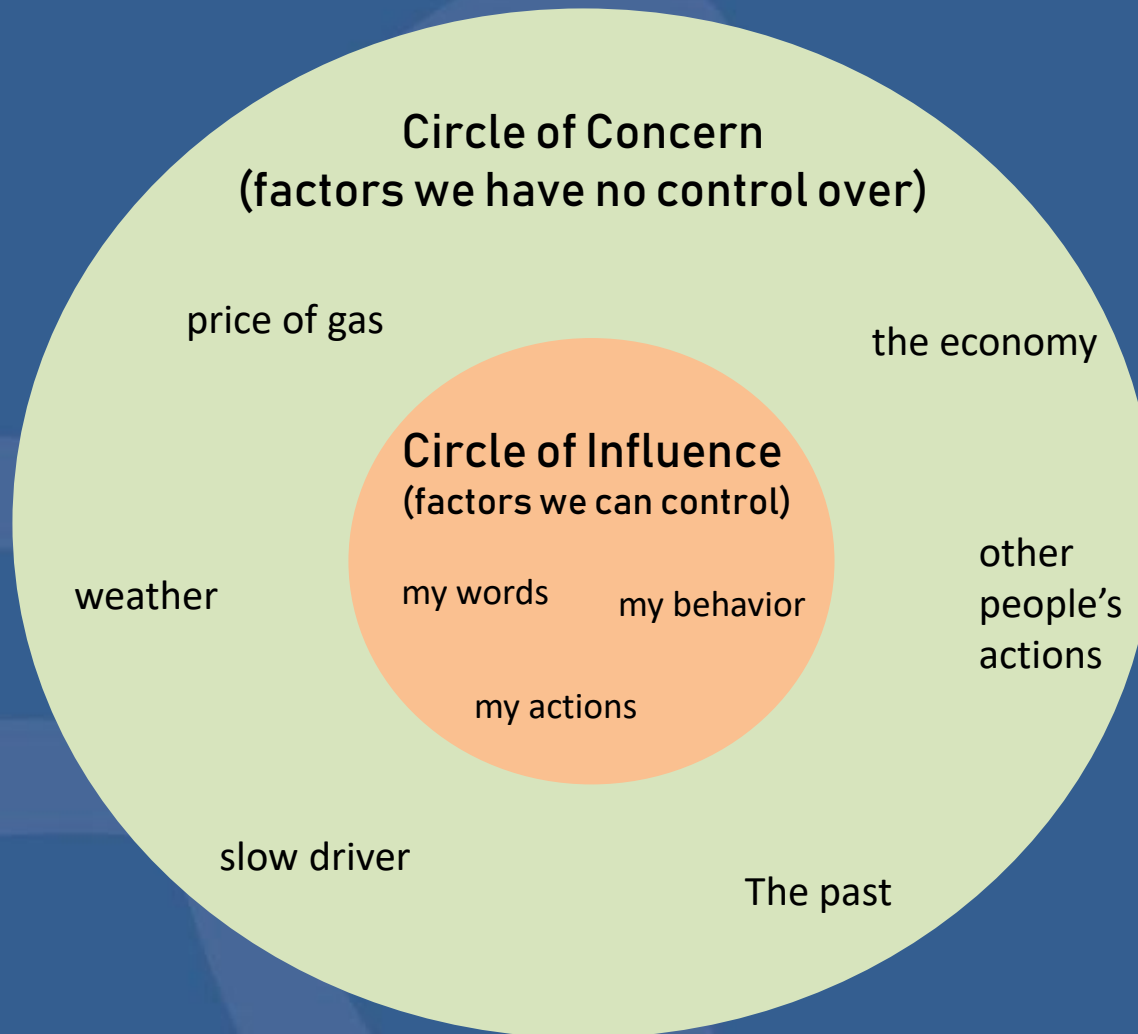 Circle of Concern
(factors we have no control over)
price of gas
the economy
Circle of Influence
(factors we can control)
weather
my words
my behavior
other
people's
actions
my actions
slow driver
The past